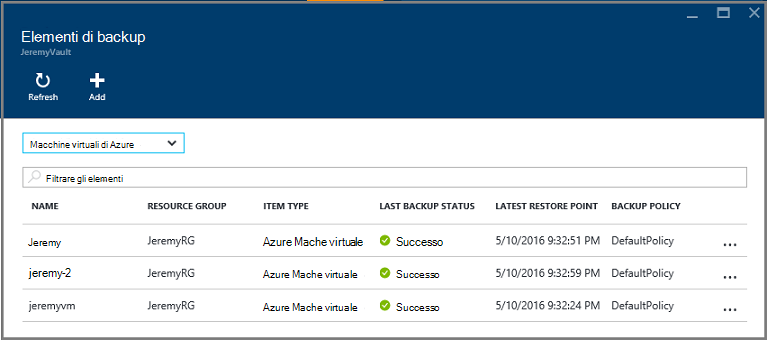 Elementi di backup
JeremyVault
Refresh Add
Macchine virtuali di Azure
Filtrare gli elementi
NAME RESOURCE GROUP ITEM TYPE LAST BACKUP STATUS LATEST RESTORE POINT BACKUP POLICY
Jeremy JeremyRG Azure Mache virtuale Successo 5/10/2016 9:32:51 PM DefaultPolicy ...
jeremy-2 JeremyRG Azure Mache virtuale Successo 5/10/2016 9:32:59 PM DefaultPolicy ...
jeremyvm JeremyRG Azure Mache virtuale Successo 5/10/2016 9:32:24 PM DefaultPolicy ...